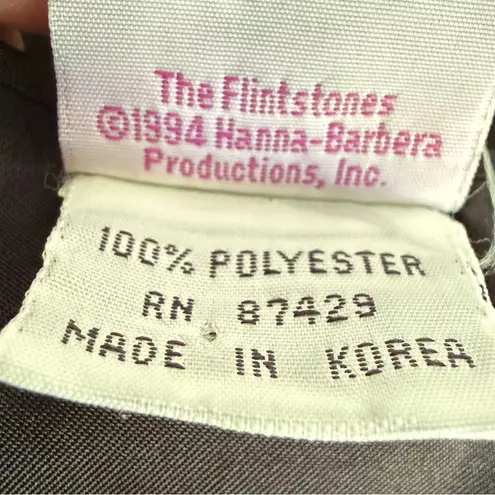 The Flintstones
©1994 Hanna-Barbera
Productions, Inc.
100% POLYESTER
RN 87429
MADE IN KOREA